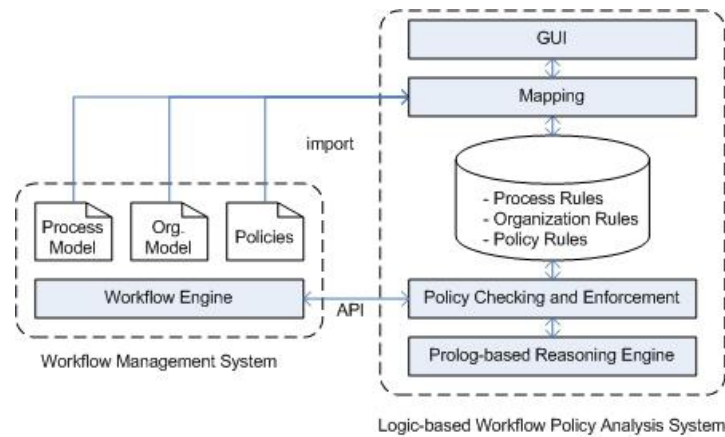 GUI
Mapping
import
- Process Rules
- Organization Rules
- Policy Rules
Process
Model
Org.
Model
Policies
Workflow Engine
API
Policy Checking and Enforcement
Prolog-based Reasoning Engine
Workflow Management System
Logic-based Workflow Policy Analysis System